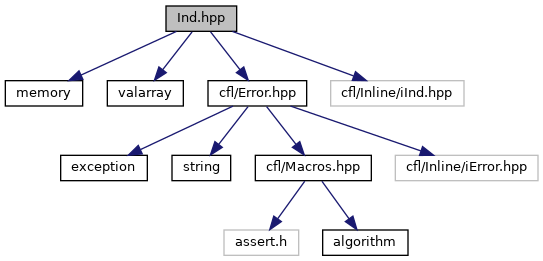 Ind.hpp
memory
valarray
cfl/Error.hpp
cfl/Inline/iInd.hpp
exception
string
cfl/Macros.hpp
cfl/Inline/iError.hpp
assert.h
algorithm